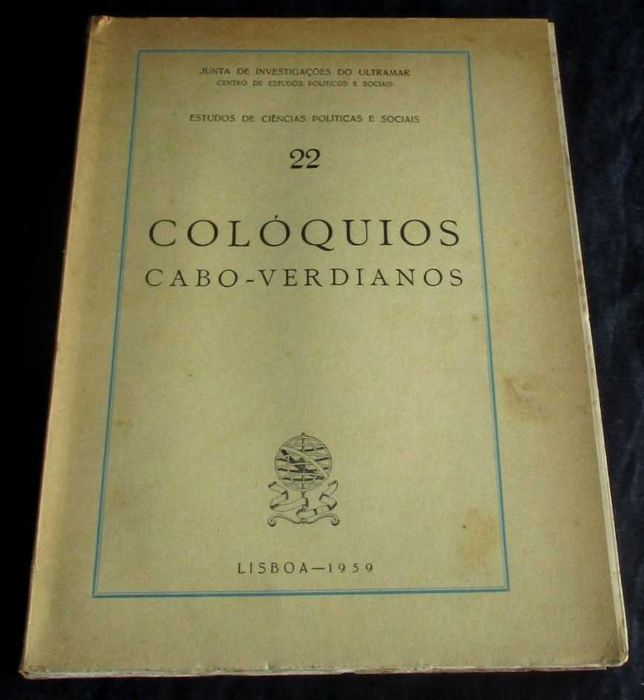 JUNTA DE INVESTIGAÇÕES DO ULTRAMAR
CENTRO DE ESTUDOS POLÍTICOS E SOCIAIS
ESTUDOS DE CIÊNCIAS POLÍTICAS E SOCIAIS
22
COLÓQUIOS
CABO-VERDIANOS
LISBOA—1959